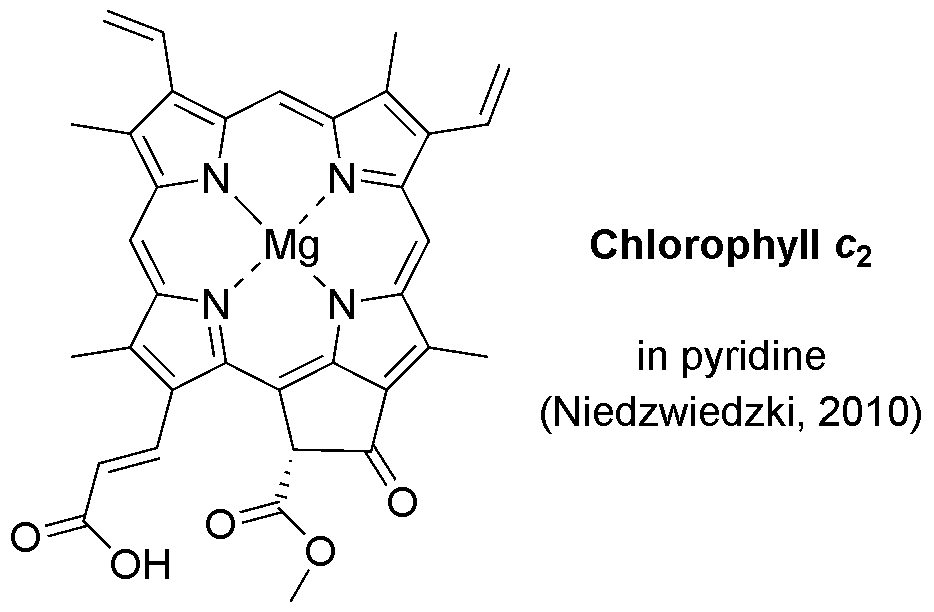 N
N
Mg
Chlorophyll c₂
N
N
in pyridine
(Niedzwiedzki, 2010)
O
O
O
O
OH